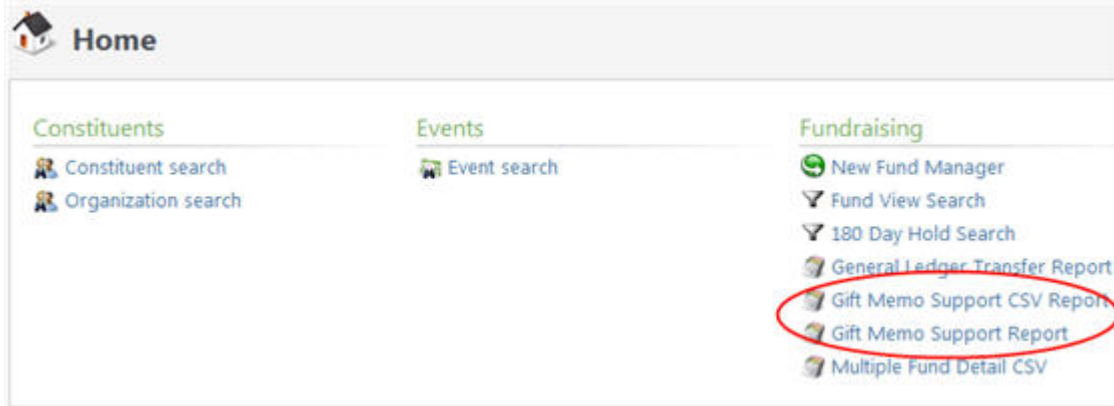 Home
Constituents
Constituent search
Organization search
Events
Event search
Fundraising
New Fund Manager
Fund View Search
180 Day Hold Search
General Ledger Transfer Report
Gift Memo Support CSV Report
Gift Memo Support Report
Multiple Fund Detail CSV